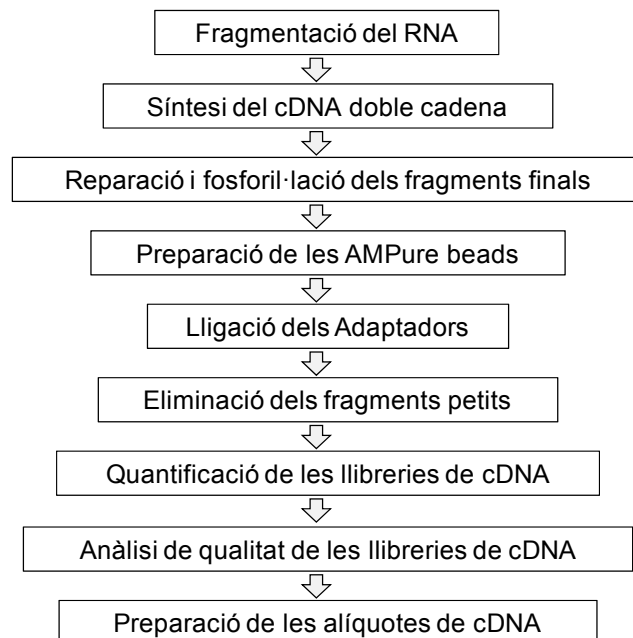 Fragmentació del RNA
Síntesi del cDNA doble cadena
Reparació i fosforil·lació dels fragments finals
Preparació de les AMPure beads
Lligació dels Adaptadors
Eliminació dels fragments petits
Quantificació de les llibreries de cDNA
Anàlisi de qualitat de les llibreries de cDNA
Preparació de les alíquotes de cDNA